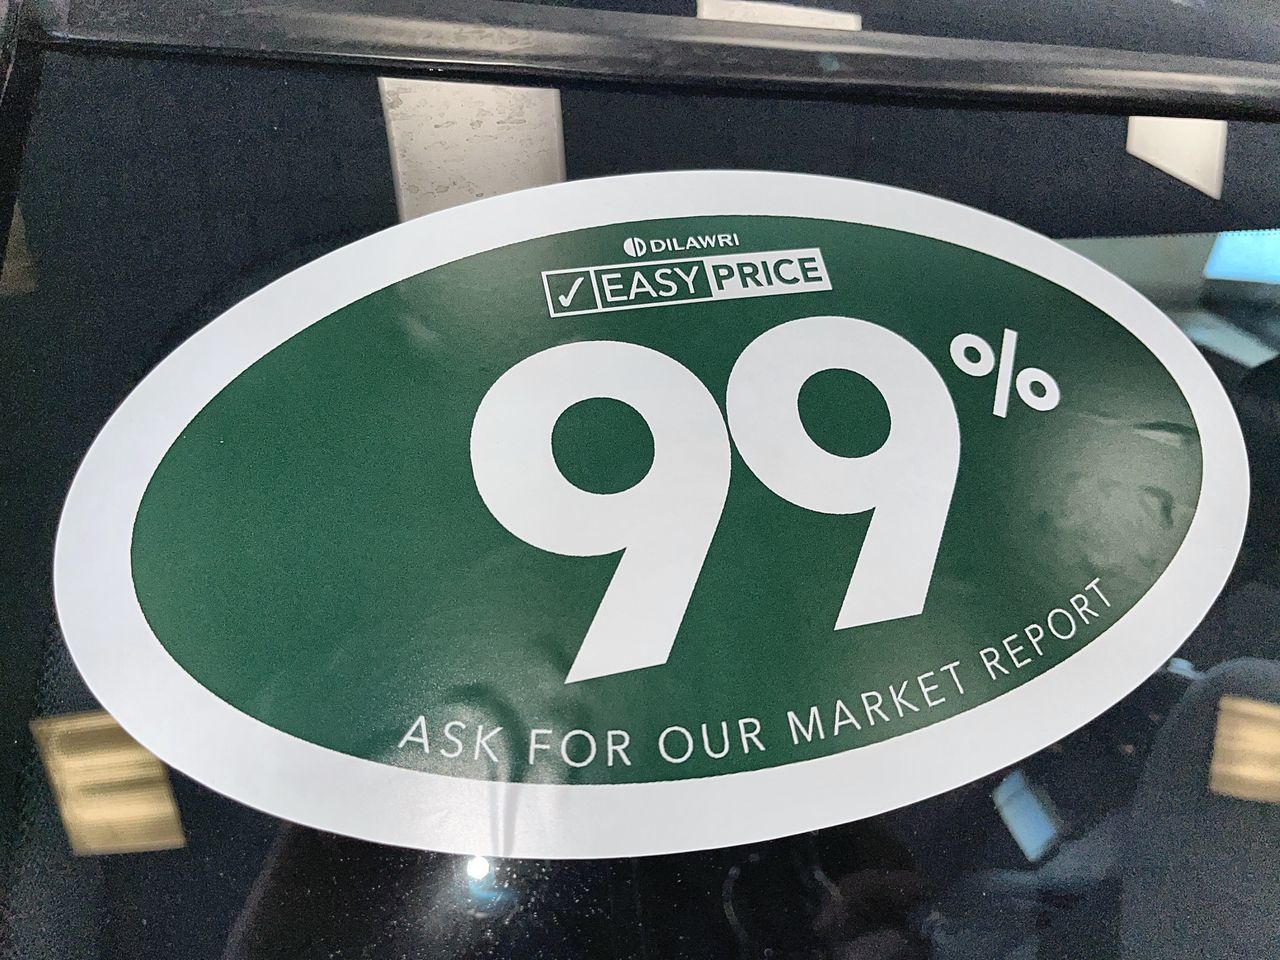 DILAWRI
✓ EASY PRICE
99%
ASK FOR OUR MARKET REPORT